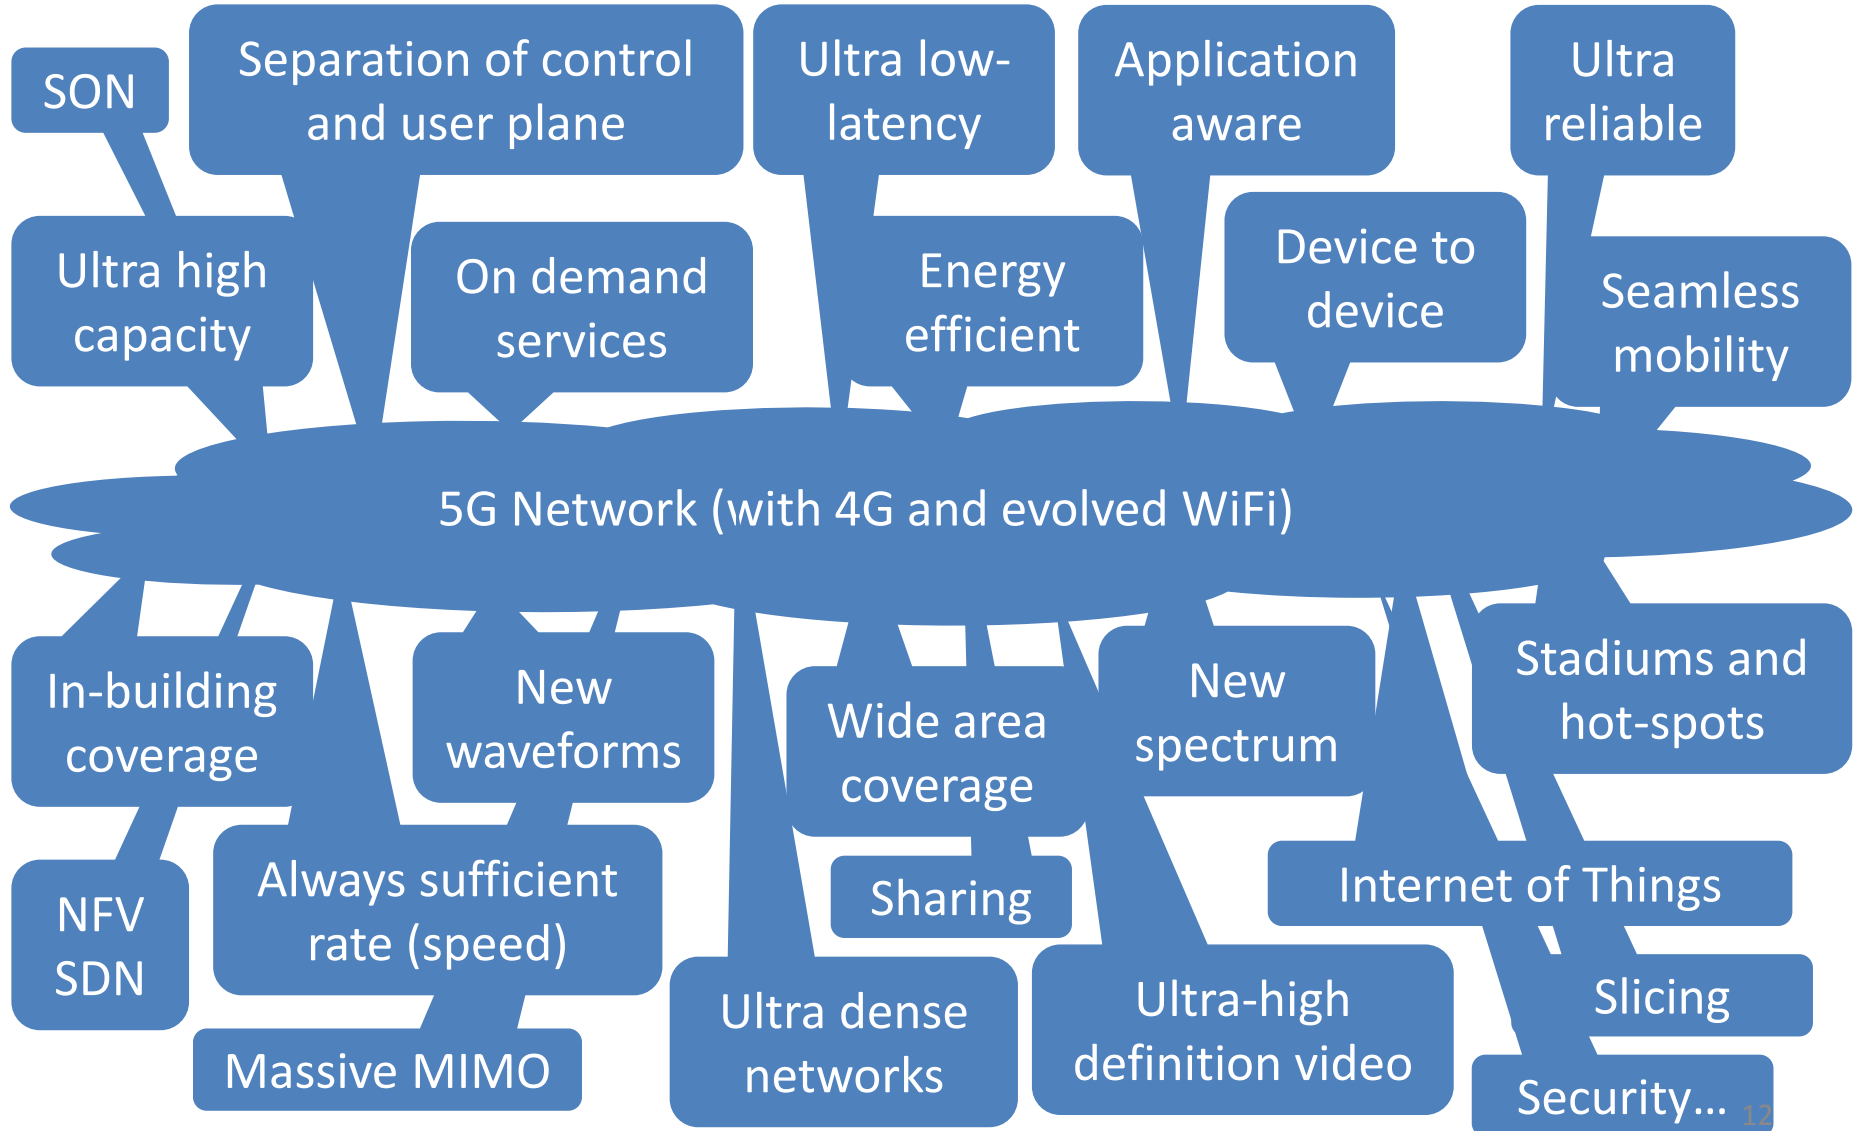 SON
Separation of control
and user plane
Ultra low-
latency
Application
aware
Ultra
reliable
Ultra high
capacity
On demand
services
Energy
efficient
Device to
device
Seamless
mobility
5G Network (with 4G and evolved WiFi)
In-building
coverage
New
waveforms
Wide area
coverage
New
spectrum
Stadiums and
hot-spots
NFV
SDN
Always sufficient
rate (speed)
Sharing
Internet of Things
Massive MIMO
Ultra dense
networks
Ultra-high
definition video
Slicing
Security...
12